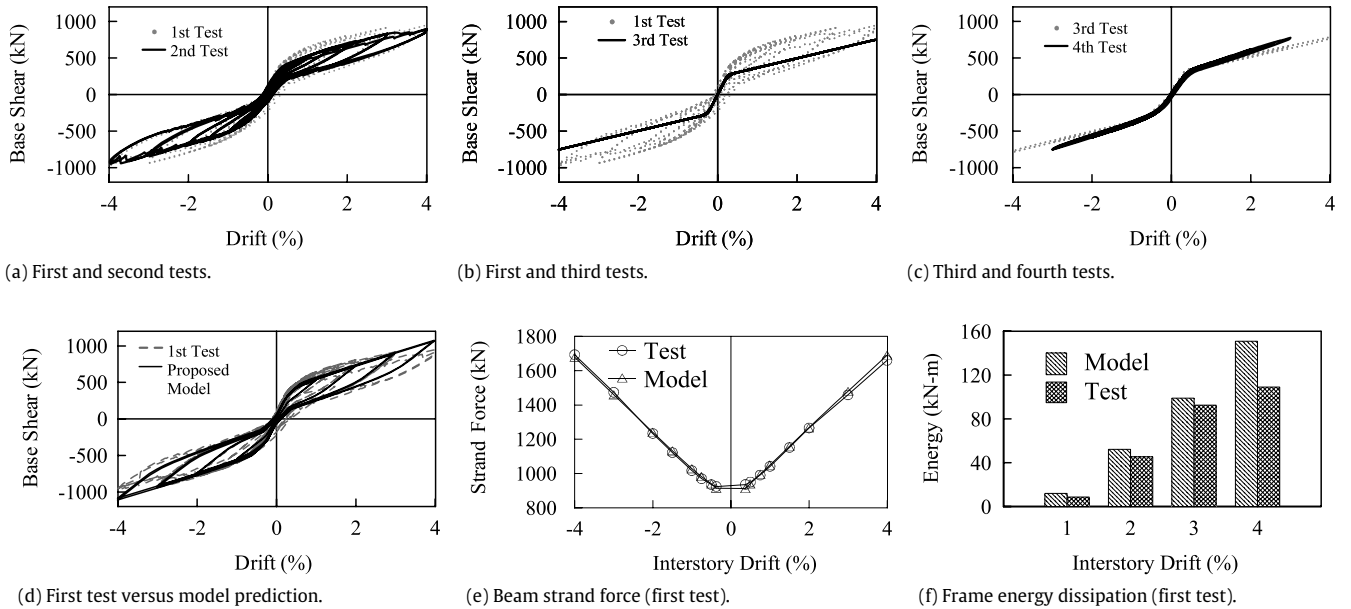 1000
500
0
-500
-1000
Base Shear (kN)
1st Test
2nd Test
-4 -2 0 2 4
Drift (%)
(a) First and second tests.
1000
500
0
-500
-1000
Base Shear (kN)
1st Test
3rd Test
-4 -2 0 2 4
Drift (%)
(b) First and third tests.
1000
500
0
-500
-1000
Base Shear (kN)
3rd Test
4th Test
-4 -2 0 2 4
Drift (%)
(c) Third and fourth tests.
1000
500
0
-500
-1000
Base Shear (kN)
1st Test
Proposed
Model
-4 -2 0 2 4
Drift (%)
(d) First test versus model prediction.
1800
1600
1400
1200
1000
800
Strand Force (kN)
Test
Model
-4 -2 0 2 4
Interstory Drift (%)
(e) Beam strand force (first test).
160
120
80
40
0
Energy (kN-m)
Model
Test
1 2 3 4
Interstory Drift (%)
(f) Frame energy dissipation (first test).